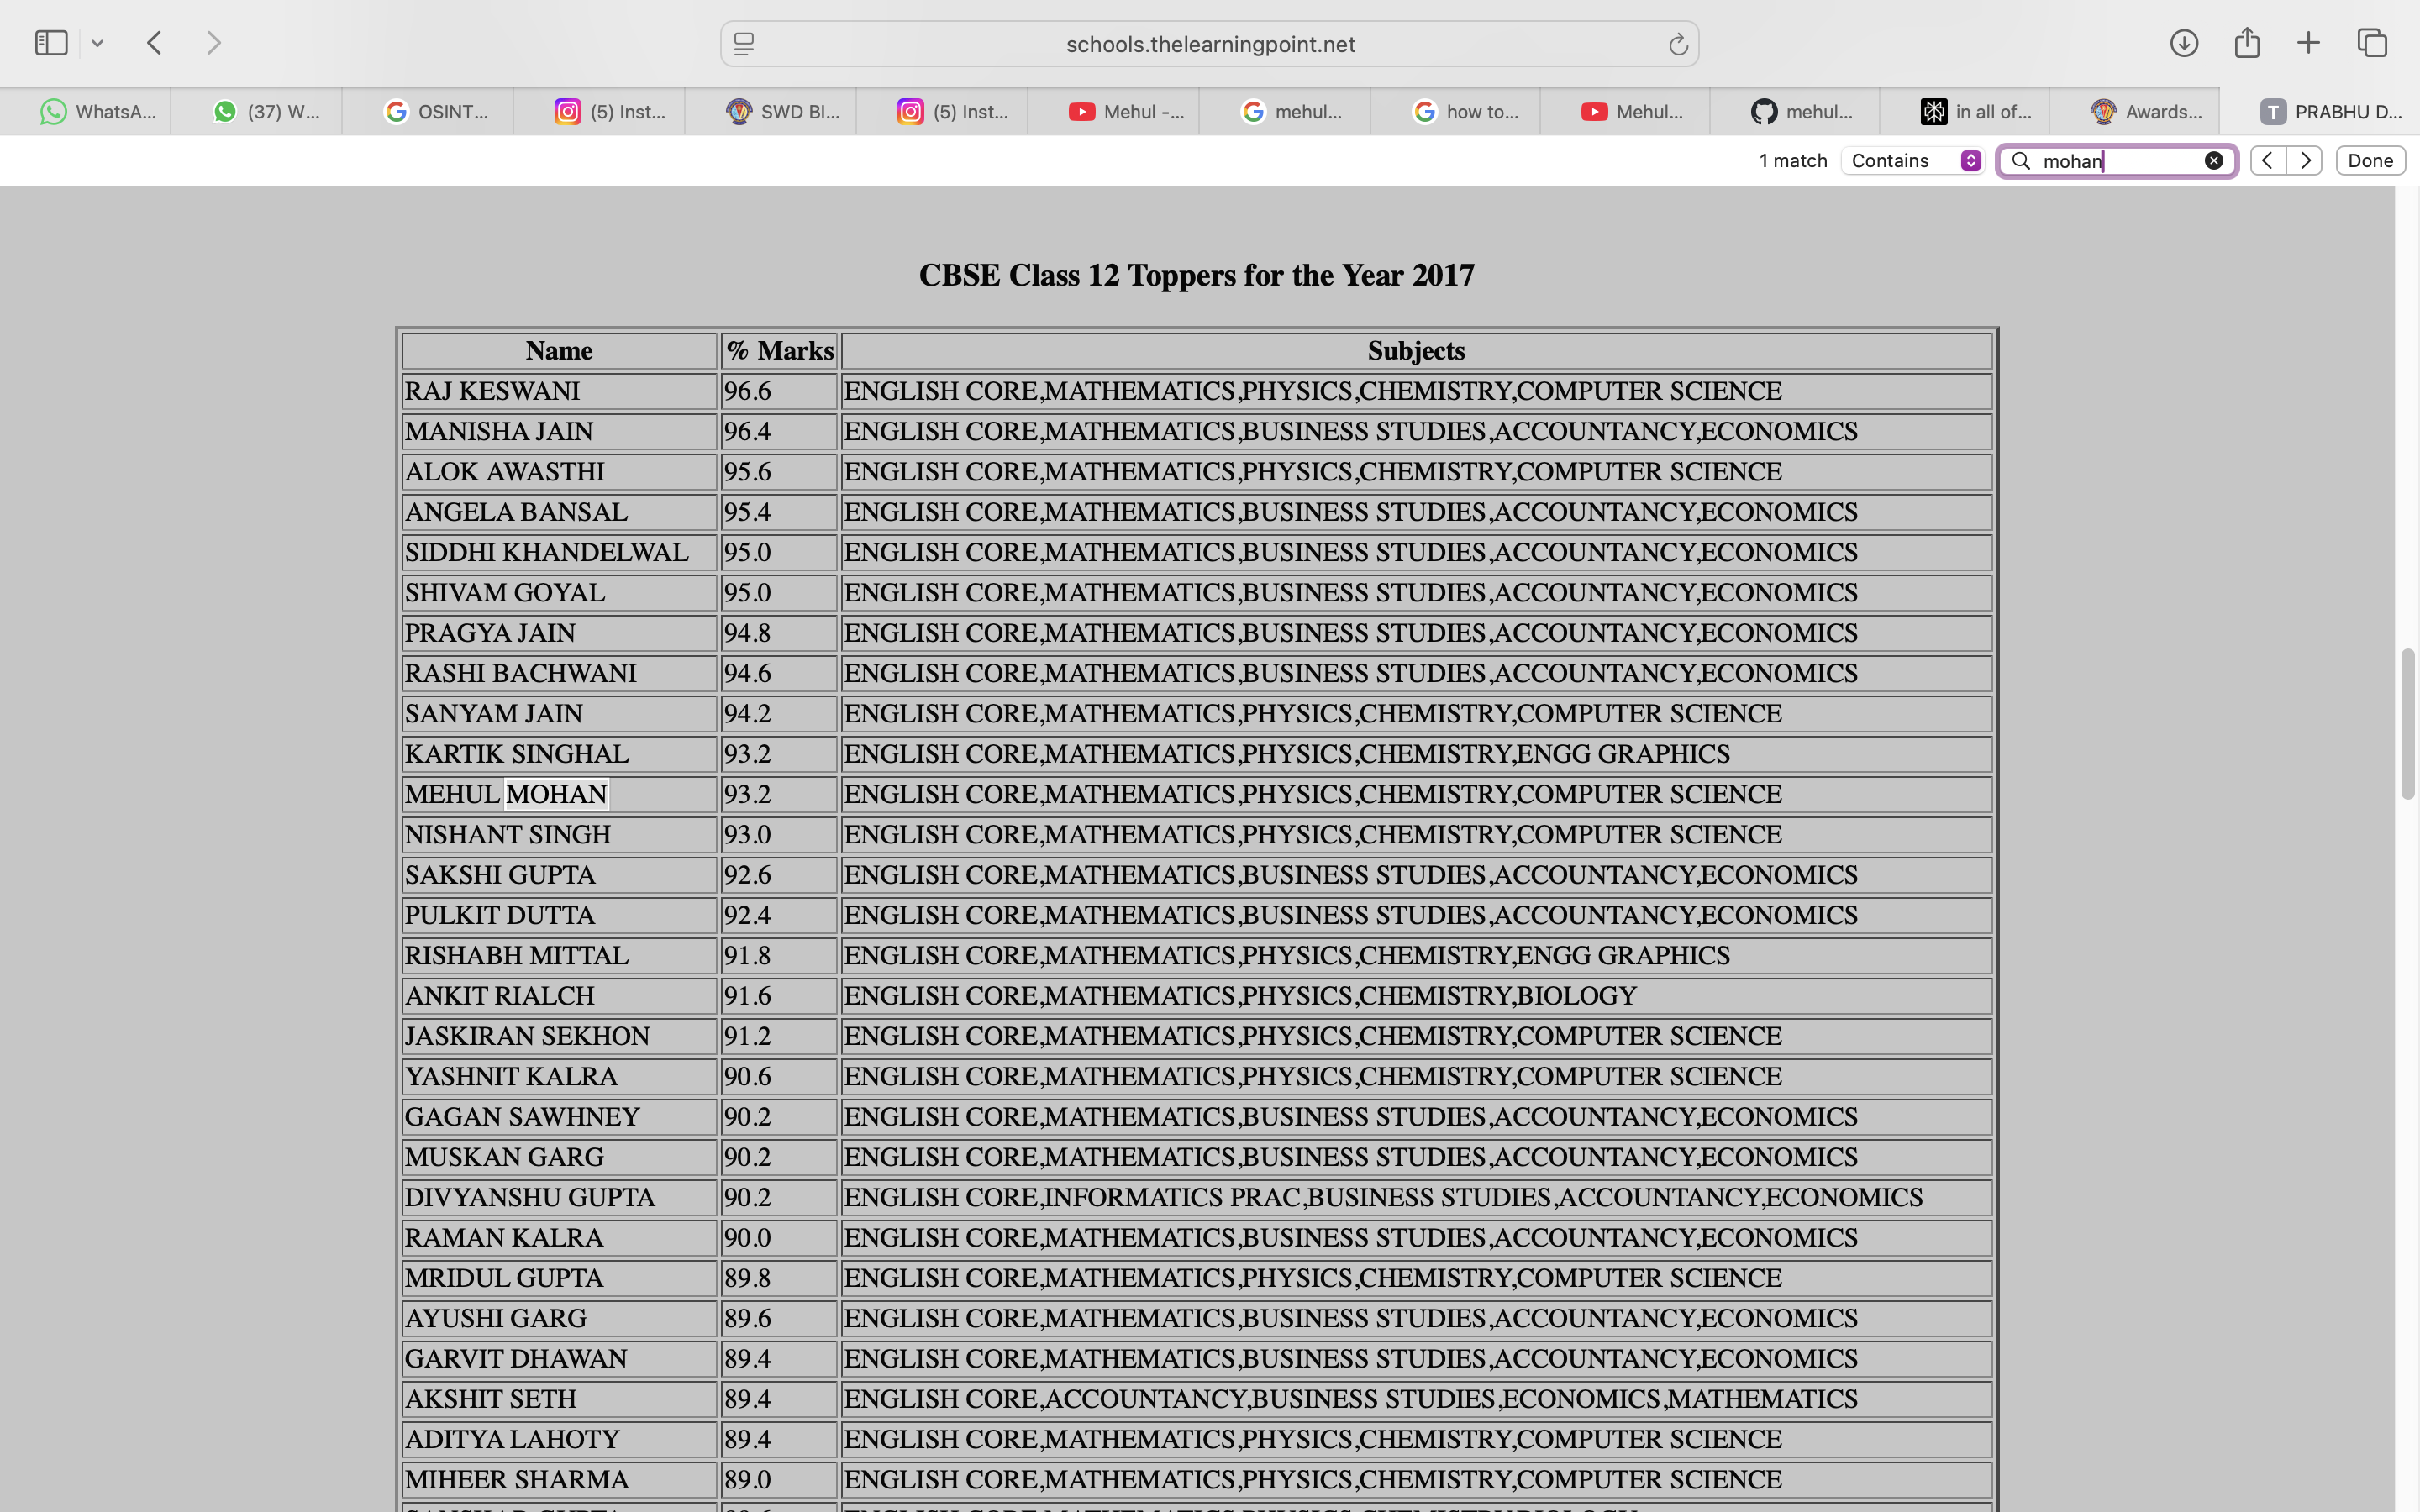 schools.thelearningpoint.net
WhatsA... (37) W... OSINT... (5) Inst... SWD BI... (5) Inst... Mehul -... mehul... how to... Mehul... mehul... in all of... Awards... T PRABHU D...
1 match Contains mohan Done
CBSE Class 12 Toppers for the Year 2017
Name % Marks Subjects
RAJ KESWANI 96.6 ENGLISH CORE,MATHEMATICS,PHYSICS,CHEMISTRY,COMPUTER SCIENCE
MANISHA JAIN 96.4 ENGLISH CORE,MATHEMATICS,BUSINESS STUDIES,ACCOUNTANCY,ECONOMICS
ALOK AWASTHI 95.6 ENGLISH CORE,MATHEMATICS,PHYSICS,CHEMISTRY,COMPUTER SCIENCE
ANGELA BANSAL 95.4 ENGLISH CORE,MATHEMATICS,BUSINESS STUDIES,ACCOUNTANCY,ECONOMICS
SIDDHI KHANDELWAL 95.0 ENGLISH CORE,MATHEMATICS,BUSINESS STUDIES,ACCOUNTANCY,ECONOMICS
SHIVAM GOYAL 95.0 ENGLISH CORE,MATHEMATICS,BUSINESS STUDIES,ACCOUNTANCY,ECONOMICS
PRAGYA JAIN 94.8 ENGLISH CORE,MATHEMATICS,BUSINESS STUDIES,ACCOUNTANCY,ECONOMICS
RASHI BACHWANI 94.6 ENGLISH CORE,MATHEMATICS,BUSINESS STUDIES,ACCOUNTANCY,ECONOMICS
SANYAM JAIN 94.2 ENGLISH CORE,MATHEMATICS,PHYSICS,CHEMISTRY,COMPUTER SCIENCE
KARTIK SINGHAL 93.2 ENGLISH CORE,MATHEMATICS,PHYSICS,CHEMISTRY,ENGG GRAPHICS
MEHUL MOHAN 93.2 ENGLISH CORE,MATHEMATICS,PHYSICS,CHEMISTRY,COMPUTER SCIENCE
NISHANT SINGH 93.0 ENGLISH CORE,MATHEMATICS,PHYSICS,CHEMISTRY,COMPUTER SCIENCE
SAKSHI GUPTA 92.6 ENGLISH CORE,MATHEMATICS,BUSINESS STUDIES,ACCOUNTANCY,ECONOMICS
PULKIT DUTTA 92.4 ENGLISH CORE,MATHEMATICS,BUSINESS STUDIES,ACCOUNTANCY,ECONOMICS
RISHABH MITTAL 91.8 ENGLISH CORE,MATHEMATICS,PHYSICS,CHEMISTRY,ENGG GRAPHICS
ANKIT RIALCH 91.6 ENGLISH CORE,MATHEMATICS,PHYSICS,CHEMISTRY,BIOLOGY
JASKIRAN SEKHON 91.2 ENGLISH CORE,MATHEMATICS,PHYSICS,CHEMISTRY,COMPUTER SCIENCE
YASHNIT KALRA 90.6 ENGLISH CORE,MATHEMATICS,PHYSICS,CHEMISTRY,COMPUTER SCIENCE
GAGAN SAWHNEY 90.2 ENGLISH CORE,MATHEMATICS,BUSINESS STUDIES,ACCOUNTANCY,ECONOMICS
MUSKAN GARG 90.2 ENGLISH CORE,MATHEMATICS,BUSINESS STUDIES,ACCOUNTANCY,ECONOMICS
DIVYANSHU GUPTA 90.2 ENGLISH CORE,INFORMATICS PRAC,BUSINESS STUDIES,ACCOUNTANCY,ECONOMICS
RAMAN KALRA 90.0 ENGLISH CORE,MATHEMATICS,BUSINESS STUDIES,ACCOUNTANCY,ECONOMICS
MRIDUL GUPTA 89.8 ENGLISH CORE,MATHEMATICS,PHYSICS,CHEMISTRY,COMPUTER SCIENCE
AYUSHI GARG 89.6 ENGLISH CORE,MATHEMATICS,BUSINESS STUDIES,ACCOUNTANCY,ECONOMICS
GARVIT DHAWAN 89.4 ENGLISH CORE,MATHEMATICS,BUSINESS STUDIES,ACCOUNTANCY,ECONOMICS
AKSHIT SETH 89.4 ENGLISH CORE,ACCOUNTANCY,BUSINESS STUDIES,ECONOMICS,MATHEMATICS
ADITYA LAHOTY 89.4 ENGLISH CORE,MATHEMATICS,PHYSICS,CHEMISTRY,COMPUTER SCIENCE
MIHEER SHARMA 89.0 ENGLISH CORE,MATHEMATICS,PHYSICS,CHEMISTRY,COMPUTER SCIENCE